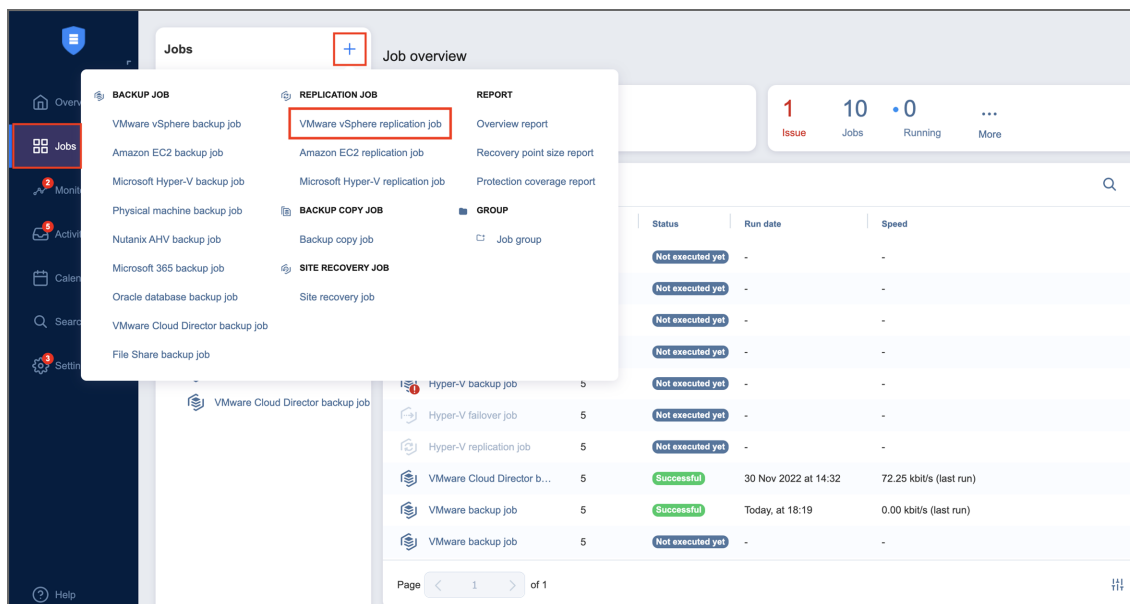 Jobs
Job overview
Overv
Jobs
2
Monit
5
Activi
Calen
Searc
3
Settin
Help
BACKUP JOB
VMware vSphere backup job
Amazon EC2 backup job
Microsoft Hyper-V backup job
Physical machine backup job
Nutanix AHV backup job
Microsoft 365 backup job
Oracle database backup job
VMware Cloud Director backup job
File Share backup job
REPLICATION JOB
VMware vSphere replication job
Amazon EC2 replication job
Microsoft Hyper-V replication job
BACKUP COPY JOB
Backup copy job
SITE RECOVERY JOB
Site recovery job
REPORT
Overview report
Recovery point size report
Protection coverage report
GROUP
Job group
VMware Cloud Director backup job
1 10 0 ...
Issue Jobs Running More
Status Run date Speed
Not executed yet - -
Not executed yet - -
Not executed yet - -
Not executed yet - -
Hyper-V backup job 5 Not executed yet - -
Hyper-V failover job 5 Not executed yet - -
Hyper-V replication job 5 Not executed yet - -
VMware Cloud Director b... 5 Successful 30 Nov 2022 at 14:32 72.25 kbit/s (last run)
VMware backup job 5 Successful Today, at 18:19 0.00 kbit/s (last run)
VMware backup job 5 Not executed yet - -
Page 1 of 1